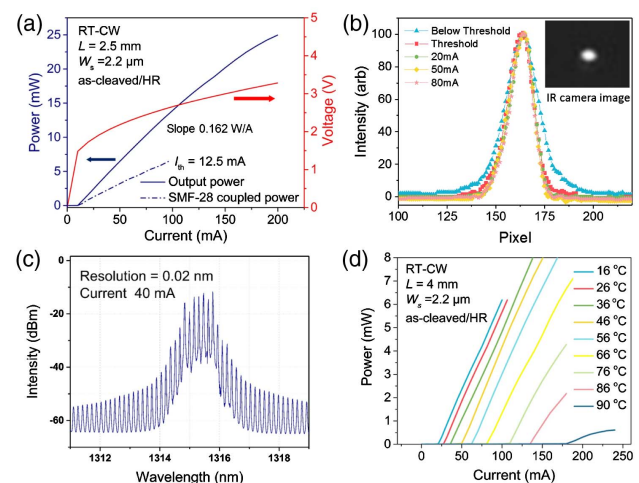 (a)
RT-CW
L = 2.5 mm
Ws = 2.2 μm
as-cleaved/HR
Slope 0.162 W/A
Ith = 12.5 mA
Output power
SMF-28 coupled power
Power (mW)
25
20
15
10
5
0
Voltage (V)
5
4
3
2
1
0
0 50 100 150 200
Current (mA)
(b)
Below Threshold
Threshold
20mA
50mA
80mA
IR camera image
Intensity (arb)
100
80
60
40
20
0
100 125 150 175 200
Pixel
(c)
Resolution = 0.02 nm
Current 40 mA
Intensity (dBm)
0
-20
-40
-60
1312 1314 1316 1318
Wavelength (nm)
(d)
RT-CW
L = 4 mm
Ws =2.2 μm
as-cleaved/HR
16 °C
26 °C
36 °C
46 °C
56 °C
66 °C
76 °C
86 °C
90 °C
Power (mW)
8
7
6
5
4
3
2
1
0
0 50 100 150 200 250
Current (mA)